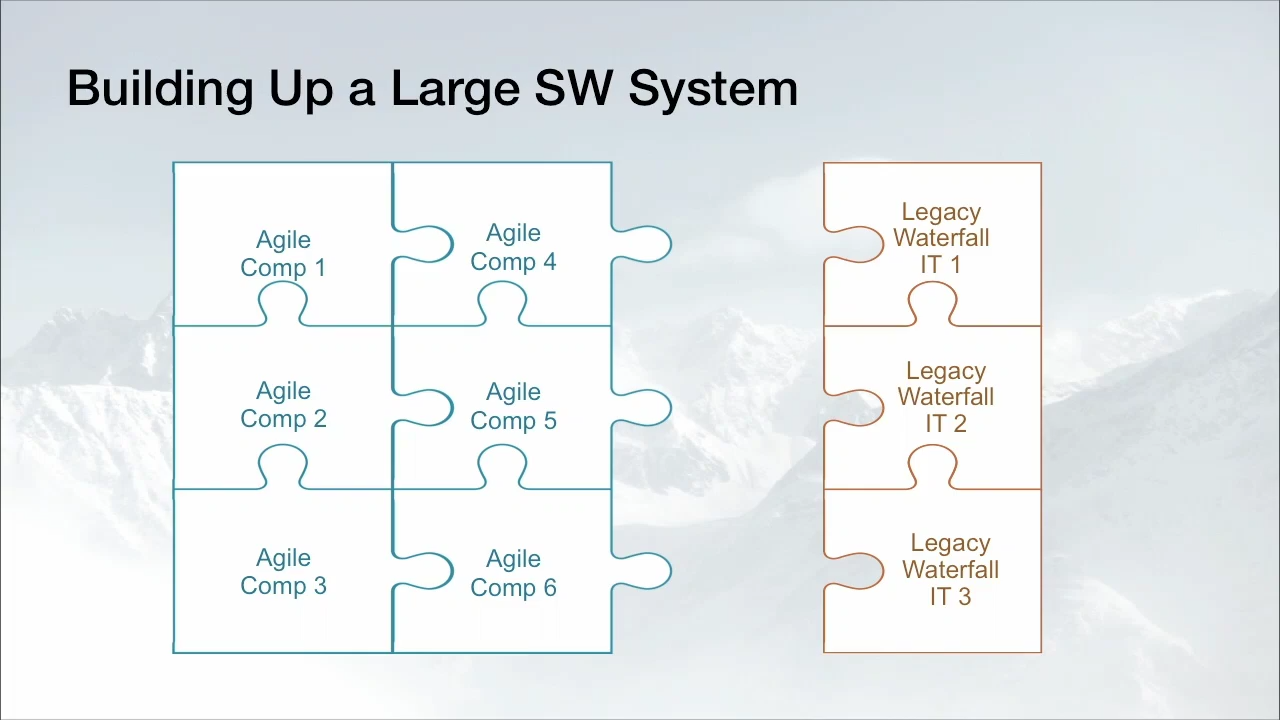 Building Up a Large SW System
Agile
Comp 1
Agile
Comp 4
Legacy
Waterfall
IT 1
Agile
Comp 2
Agile
Comp 5
Legacy
Waterfall
IT 2
Agile
Comp 3
Agile
Comp 6
Legacy
Waterfall
IT 3